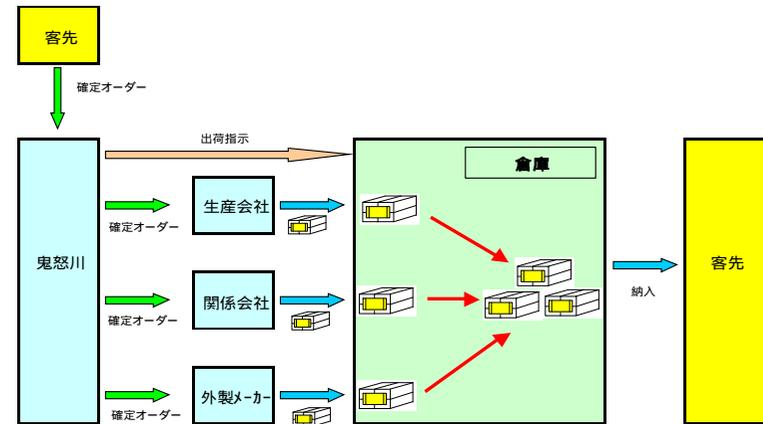 客先
確定オーダー
出荷指示
倉庫
生産会社
確定オーダー
鬼怒川
客先
納入
関係会社
確定オーダー
外製ﾒｰｶｰ
確定オーダー